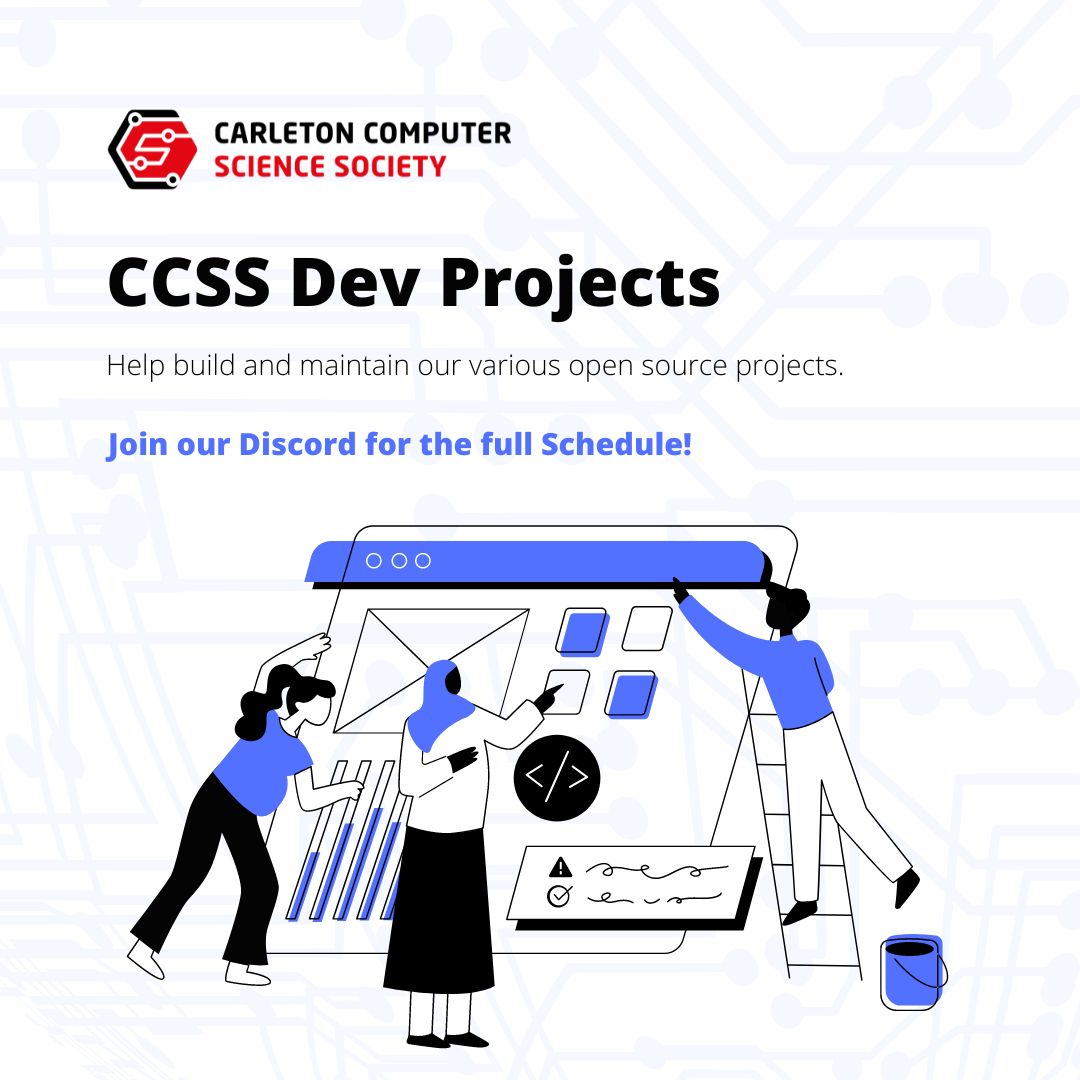 CARLETON COMPUTER
SCIENCE SOCIETY
CCSS Dev Projects
Help build and maintain our various open source projects.
Join our Discord for the full Schedule!
</>